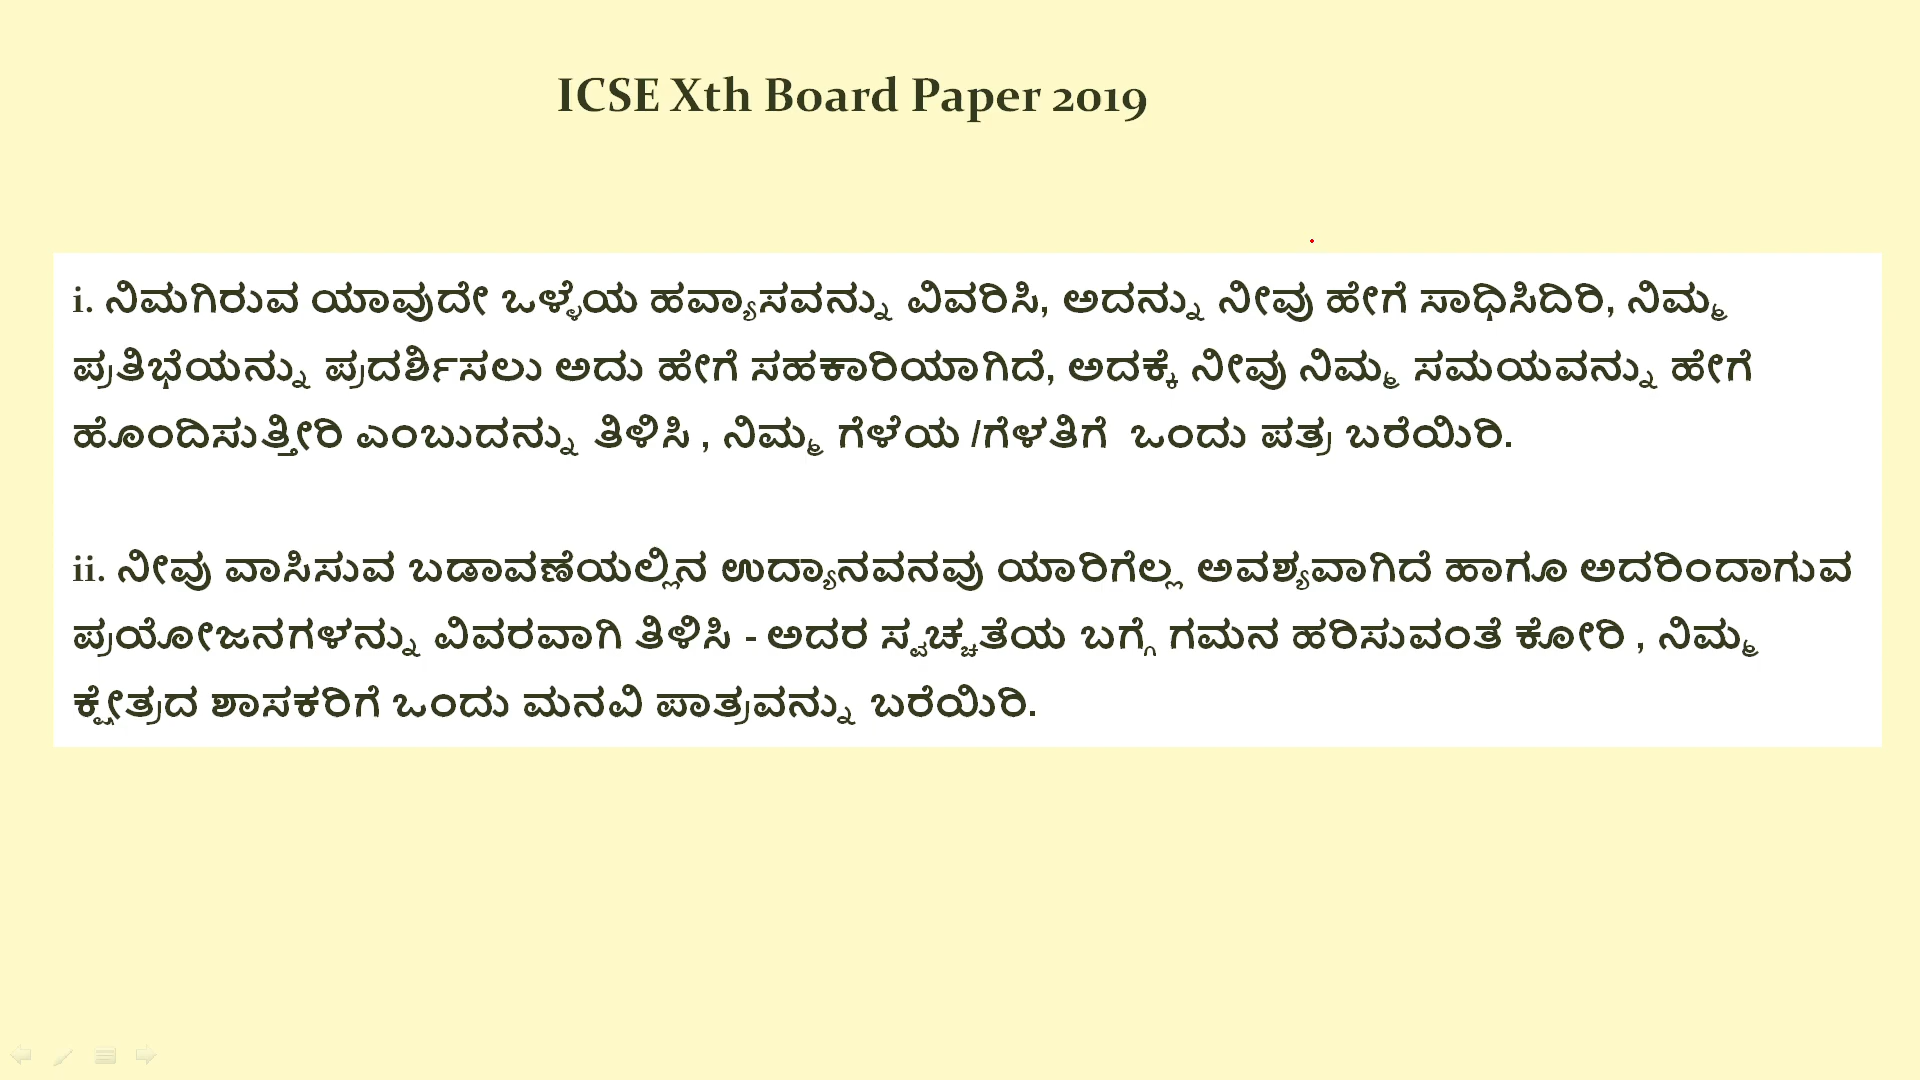 ICSE Xth Board Paper 2019
i. ನಿಮಗಿರುವ ಯಾವುದೇ ಒಳ್ಳೆಯ ಹವ್ಯಾಸವನ್ನು ವಿವರಿಸಿ, ಅದನ್ನು ನೀವು ಹೇಗೆ ಸಾಧಿಸಿದಿರಿ, ನಿಮ್ಮ
ಪ್ರತಿಭೆಯನ್ನು ಪ್ರದರ್ಶಿಸಲು ಅದು ಹೇಗೆ ಸಹಕಾರಿಯಾಗಿದೆ, ಅದಕ್ಕೆ ನೀವು ನಿಮ್ಮ ಸಮಯವನ್ನು ಹೇಗೆ
ಹೊಂದಿಸುತ್ತೀರಿ ಎಂಬುದನ್ನು ತಿಳಿಸಿ , ನಿಮ್ಮ ಗೆಳೆಯ /ಗೆಳತಿಗೆ ಒಂದು ಪತ್ರ ಬರೆಯಿರಿ.
ii. ನೀವು ವಾಸಿಸುವ ಬಡಾವಣೆಯಲ್ಲಿನ ಉದ್ಯಾನವನವು ಯಾರಿಗೆಲ್ಲ ಅವಶ್ಯವಾಗಿದೆ ಹಾಗೂ ಅದರಿಂದಾಗುವ
ಪ್ರಯೋಜನಗಳನ್ನು ವಿವರವಾಗಿ ತಿಳಿಸಿ - ಅದರ ಸ್ವಚ್ಚತೆಯ ಬಗ್ಗೆ ಗಮನ ಹರಿಸುವಂತೆ ಕೋರಿ , ನಿಮ್ಮ
ಕ್ಷೇತ್ರದ ಶಾಸಕರಿಗೆ ಒಂದು ಮನವಿ ಪಾತ್ರವನ್ನು ಬರೆಯಿರಿ.